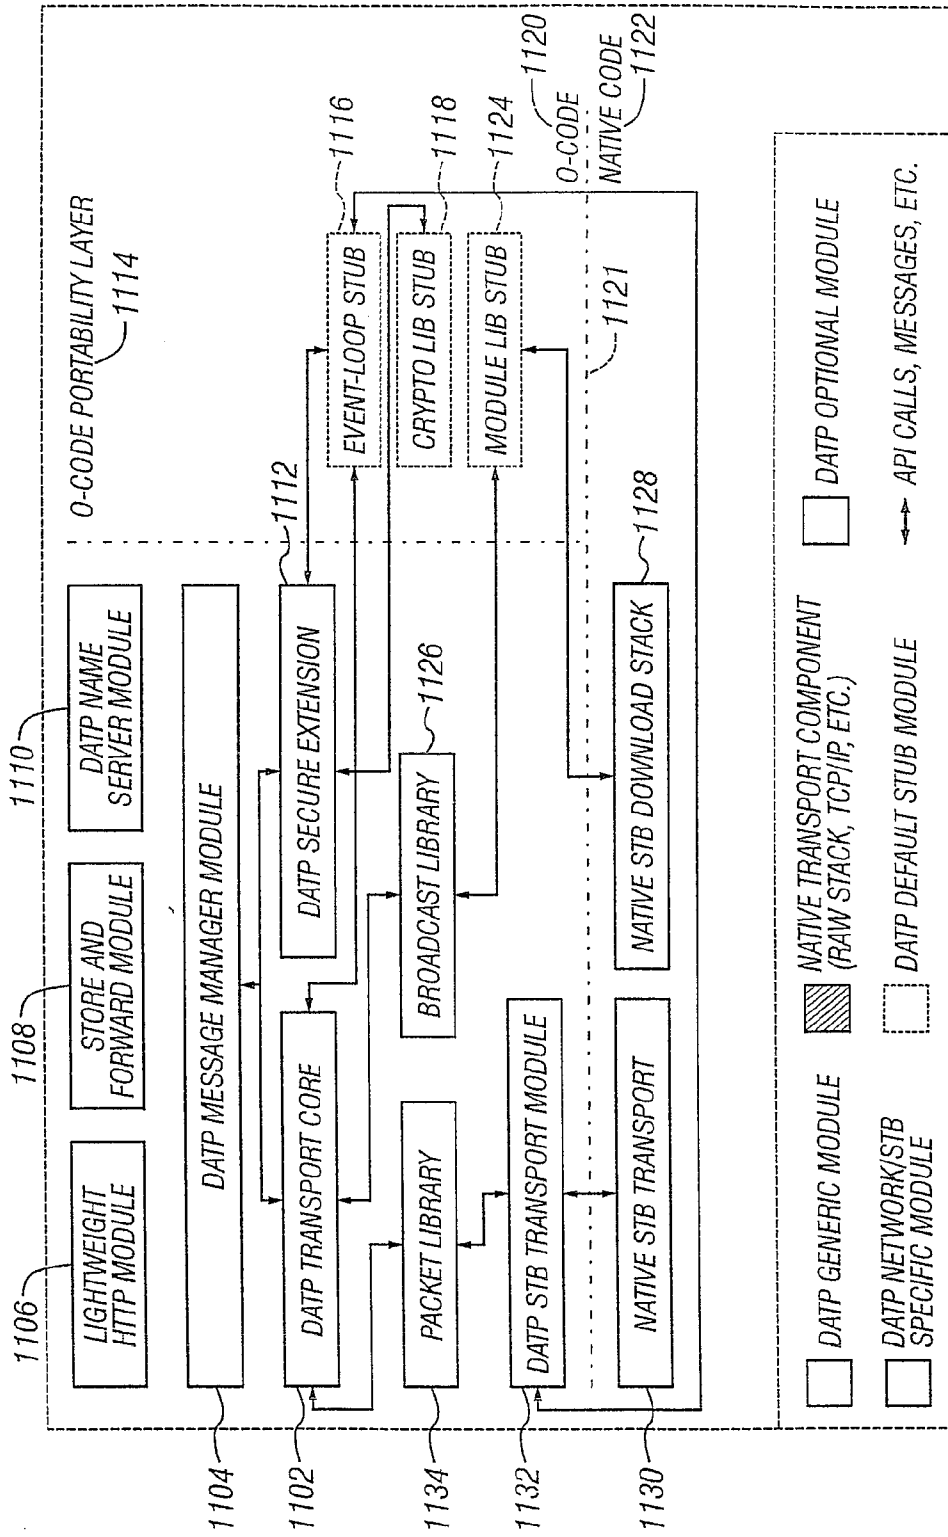 1106
LIGHTWEIGHT
HTTP MODULE
1108
STORE AND
FORWARD MODULE
1110
DATP NAME
SERVER MODULE
O-CODE PORTABILITY LAYER
1114
1104
DATP MESSAGE MANAGER MODULE
1102
DATP TRANSPORT CORE
DATP SECURE EXTENSION
1112
EVENT-LOOP STUB
1116
1134
PACKET LIBRARY
BROADCAST LIBRARY
1126
CRYPTO LIB STUB
1118
MODULE LIB STUB
1124
1132
DATP STB TRANSPORT MODULE
O-CODE
1120
1121
NATIVE CODE
1122
1130
NATIVE STB TRANSPORT
NATIVE STB DOWNLOAD STACK
1128
DATP GENERIC MODULE
NATIVE TRANSPORT COMPONENT
(RAW STACK, TCP/IP, ETC.)
DATP OPTIONAL MODULE
DATP NETWORK/STB
SPECIFIC MODULE
DATP DEFAULT STUB MODULE
API CALLS, MESSAGES, ETC.